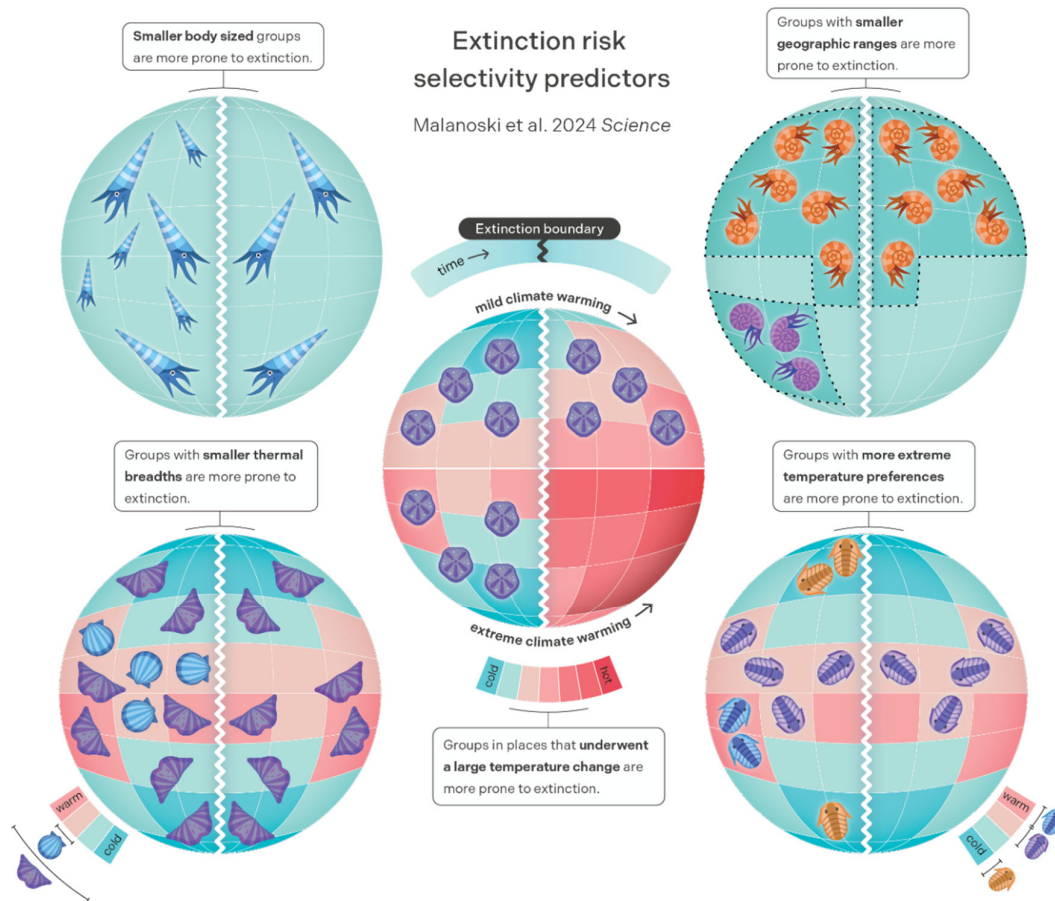 Smaller body sized groups
are more prone to extinction.
Extinction risk
selectivity predictors
Malanoski et al. 2024 Science
Groups with smaller
geographic ranges are more
prone to extinction.
Extinction boundary
time →
mild climate warming →
Groups with smaller thermal
breadths are more prone to
extinction.
Groups with more extreme
temperature preferences
are more prone to extinction.
extreme climate warming →
cold
hot
Groups in places that underwent
a large temperature change are
more prone to extinction.
warm
cold
warm
cold